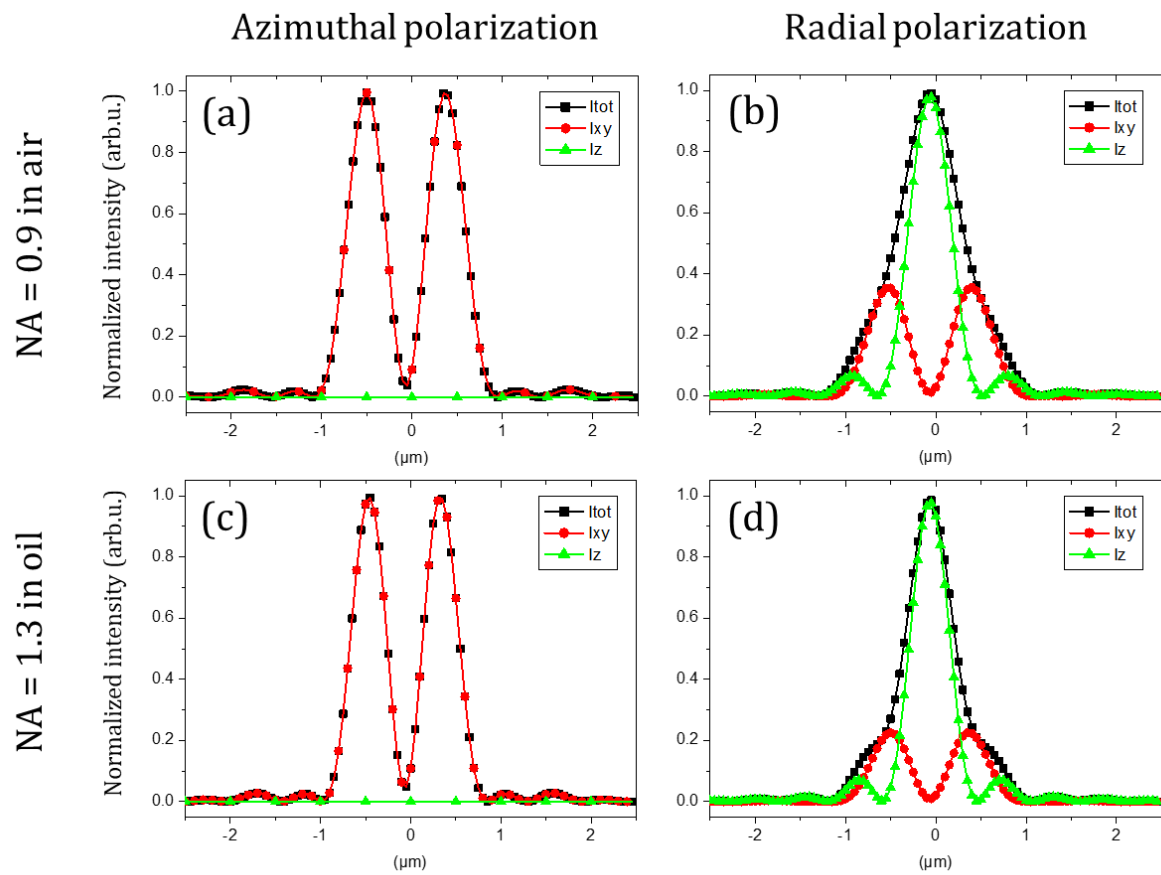 Azimuthal polarization
Radial polarization
NA = 0.9 in air
Normalized intensity (arb.u.)
1.0
0.8
0.6
0.4
0.2
0.0
(a)
Itot
Ixy
Iz
-2
-1
0
1
2
(µm)
1.0
0.8
0.6
0.4
0.2
0.0
(b)
Itot
Ixy
Iz
-2
-1
0
1
2
(µm)
NA = 1.3 in oil
Normalized intensity (arb.u.)
1.0
0.8
0.6
0.4
0.2
0.0
(c)
Itot
Ixy
Iz
-2
-1
0
1
2
(µm)
1.0
0.8
0.6
0.4
0.2
0.0
(d)
Itot
Ixy
Iz
-2
-1
0
1
2
(µm)